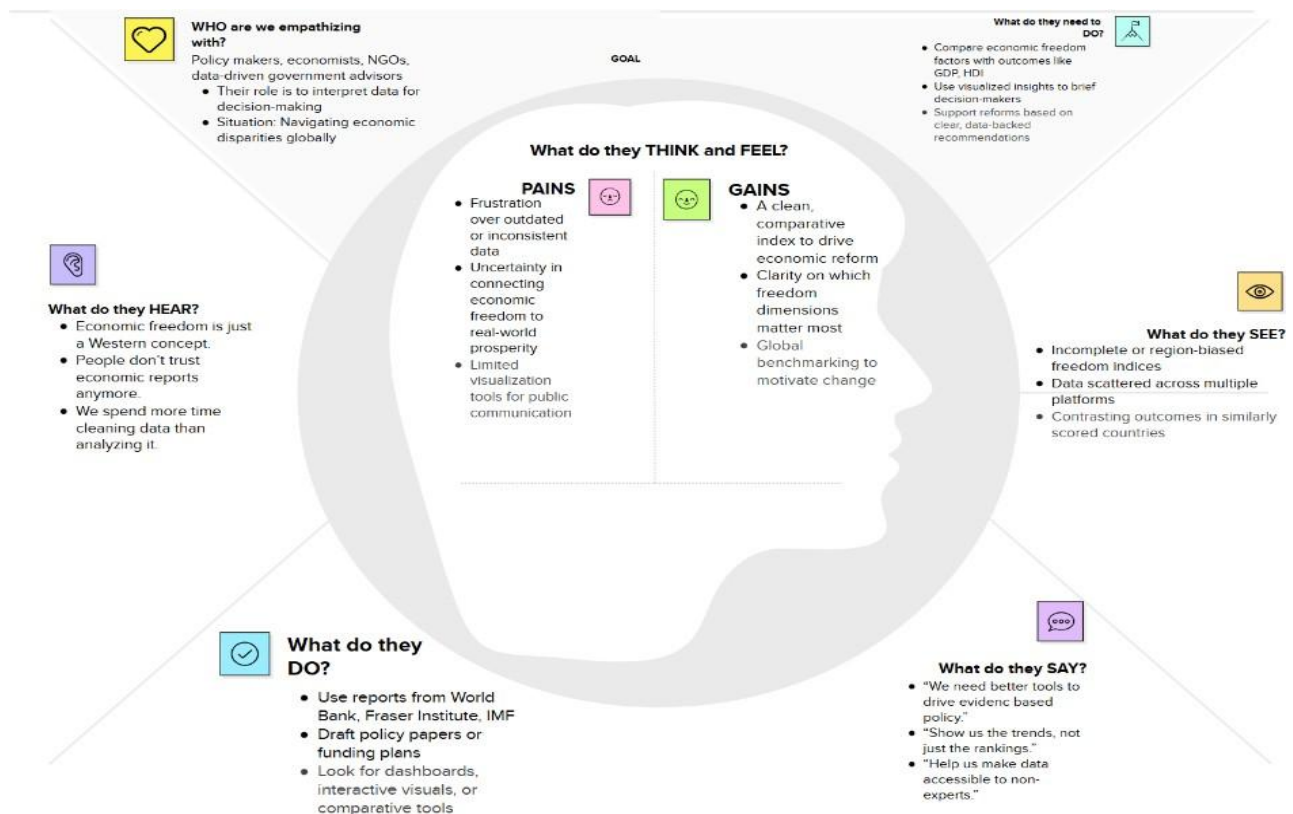 WHO are we empathizing
with?
Policy makers, economists, NGOs,
data-driven government advisors
• Their role is to interpret data for
decision-making
• Situation: Navigating economic
disparities globally
GOAL
What do they need to
DO?
• Compare economic freedom
factors with outcomes like
GDP, HDI
• Use visualized insights to brief
decision-makers
• Support reforms based on
clear, data-backed
recommendations
What do they THINK and FEEL?
PAINS
• Frustration
over outdated
or inconsistent
data
• Uncertainty in
connecting
economic
freedom to
real-world
prosperity
• Limited
visualization
tools for public
communication
GAINS
• A clean,
comparative
index to drive
economic reform
• Clarity on which
freedom
dimensions
matter most
• Global
benchmarking to
motivate change
What do they HEAR?
• Economic freedom is just
a Western concept.
• People don't trust
economic reports
anymore.
• We spend more time
cleaning data than
analyzing it.
What do they SEE?
• Incomplete or region-biased
freedom indices
• Data scattered across multiple
platforms
• Contrasting outcomes in similarly
scored countries
What do they
DO?
• Use reports from World
Bank, Fraser Institute, IMF
• Draft policy papers or
funding plans
• Look for dashboards,
interactive visuals, or
comparative tools
What do they SAY?
• "We need better tools to
drive evidenc based
policy."
• "Show us the trends, not
just the rankings."
• "Help us make data
accessible to non-
experts."